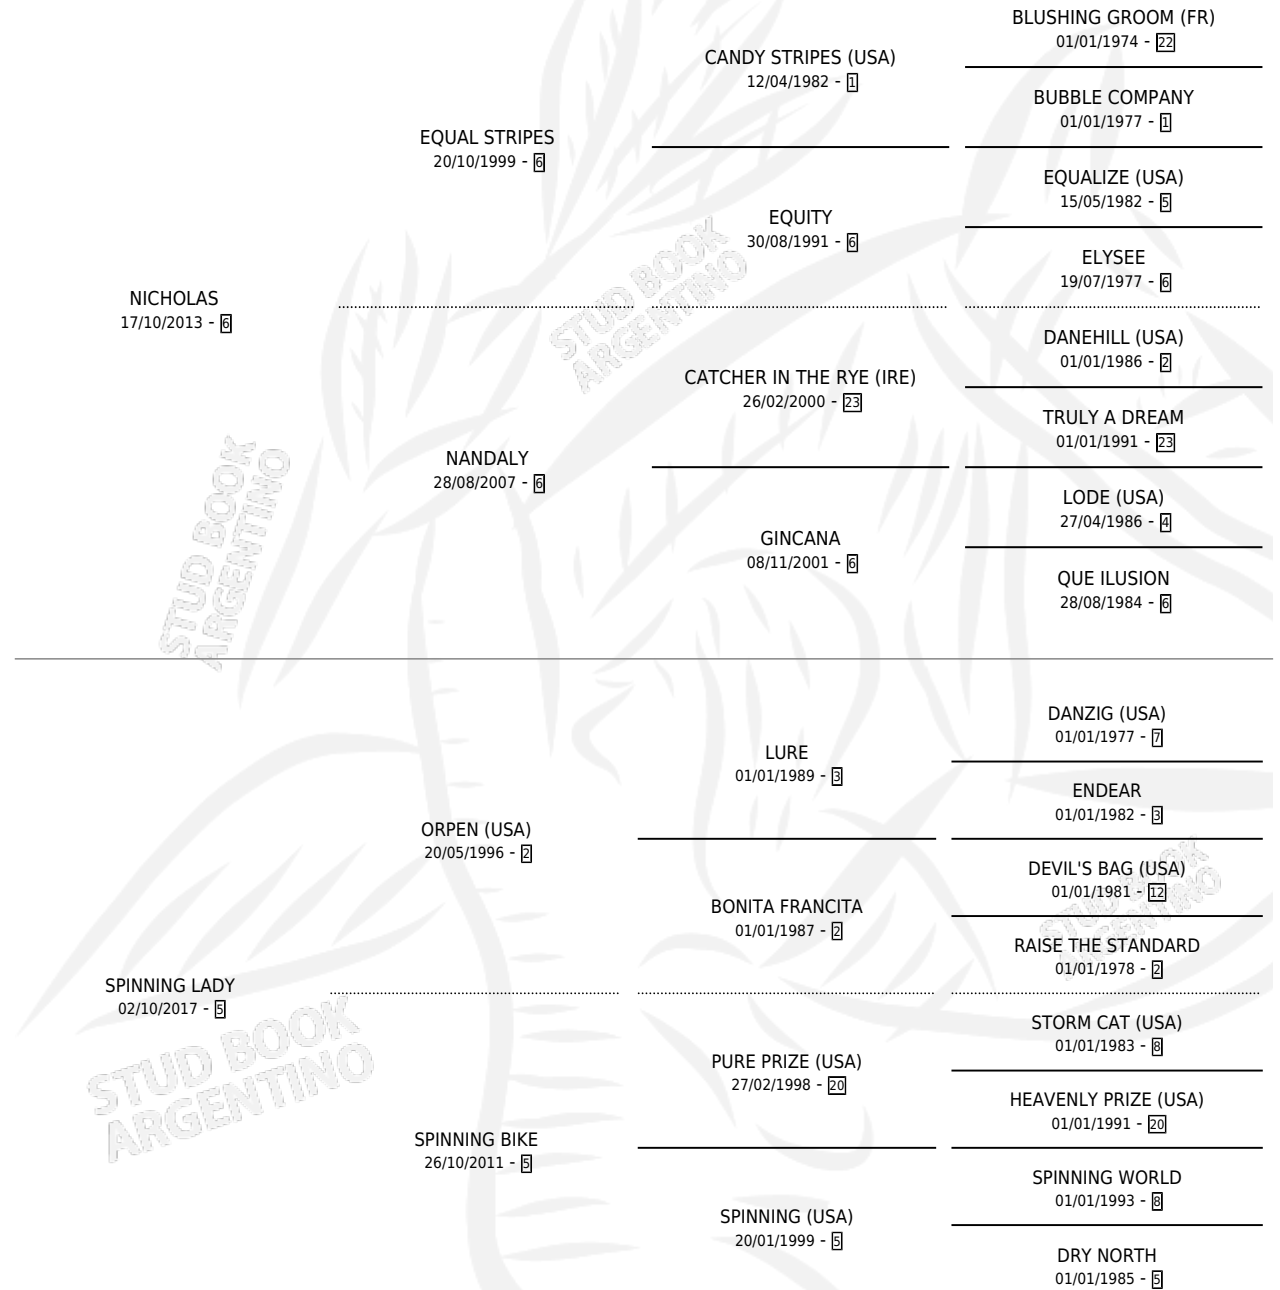 BLUSHING GROOM (FR)
01/01/1974 - 22
CANDY STRIPES (USA)
12/04/1982 - 1
BUBBLE COMPANY
01/01/1977 - 1
EQUAL STRIPES
20/10/1999 - 6
EQUALIZE (USA)
15/05/1982 - 5
EQUITY
30/08/1991 - 6
ELYSEE
19/07/1977 - 6
NICHOLAS
17/10/2013 - 6
DANEHILL (USA)
01/01/1986 - 2
CATCHER IN THE RYE (IRE)
26/02/2000 - 23
TRULY A DREAM
01/01/1991 - 23
NANDALY
28/08/2007 - 6
LODE (USA)
27/04/1986 - 4
GINCANA
08/11/2001 - 6
QUE ILUSION
28/08/1984 - 6
DANZIG (USA)
01/01/1977 - 7
LURE
01/01/1989 - 3
ENDEAR
01/01/1982 - 3
ORPEN (USA)
20/05/1996 - 2
DEVIL'S BAG (USA)
01/01/1981 - 12
BONITA FRANCITA
01/01/1987 - 2
RAISE THE STANDARD
01/01/1978 - 2
SPINNING LADY
02/10/2017 - 5
STORM CAT (USA)
01/01/1983 - 8
PURE PRIZE (USA)
27/02/1998 - 20
HEAVENLY PRIZE (USA)
01/01/1991 - 20
SPINNING BIKE
26/10/2011 - 5
SPINNING WORLD
01/01/1993 - 8
SPINNING (USA)
20/01/1999 - 5
DRY NORTH
01/01/1985 - 5
STUD BOOK
ARGENTINO
STUD BOOK
ARGENTINO
STUD BOOK
ARGENTINO
STUD BOOK
ARGENTINO